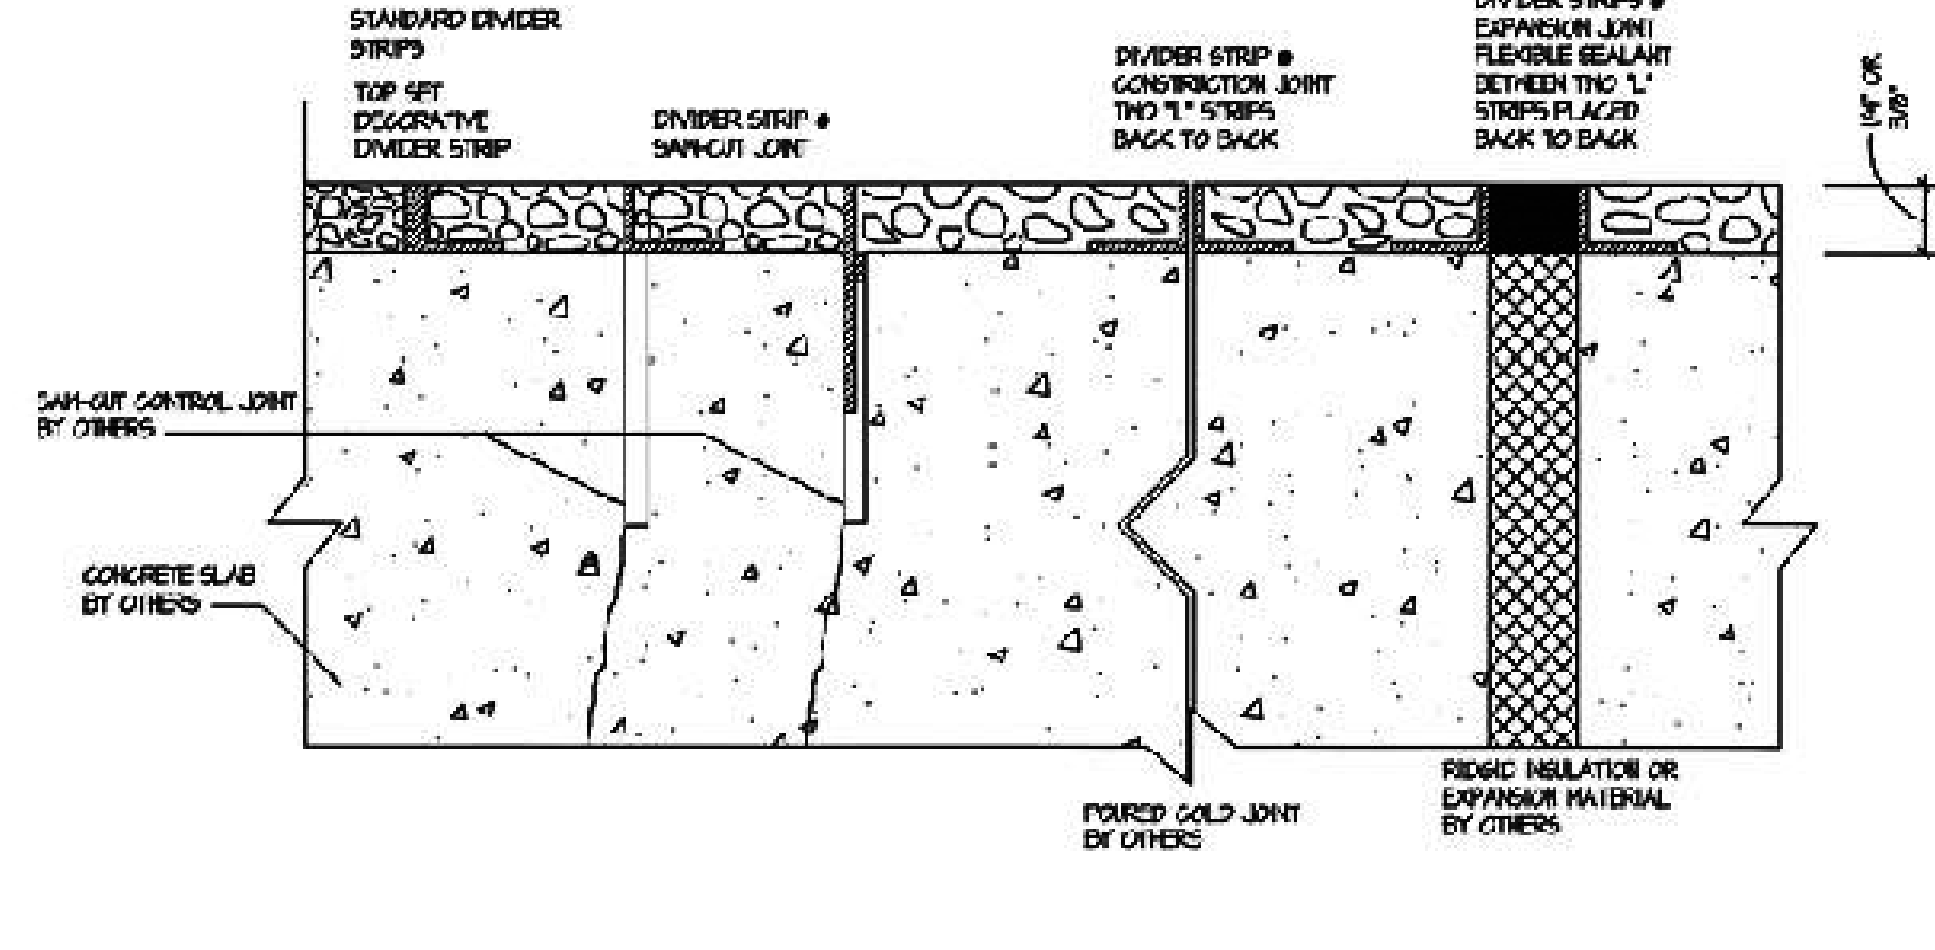 STANDARD DIVIDER
STRIPS
TOP SET
DECORATIVE
DIVIDER STRIP
DIVIDER STRIP @
SAW-CUT JOINT
DIVIDER STRIP @
CONSTRUCTION JOINT
TWO "L" STRIPS
BACK TO BACK
DIVIDER STRIPS @
EXPANSION JOINT
FLEXIBLE SEALANT
BETWEEN TWO "L"
STRIPS PLACED
BACK TO BACK
1/4" OR
3/8"
SAW-CUT CONTROL JOINT
BY OTHERS
CONCRETE SLAB
BY OTHERS
POURED COLD JOINT
BY OTHERS
RIDGID INSULATION OR
EXPANSION MATERIAL
BY OTHERS